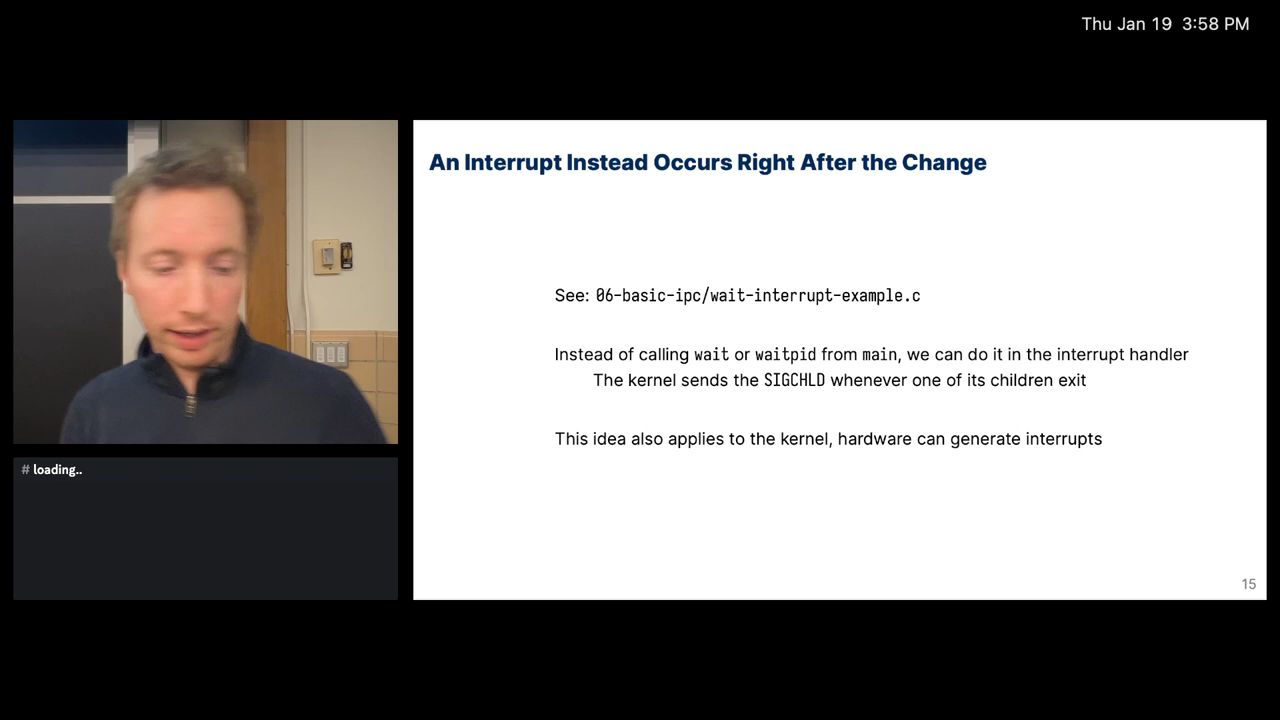 Thu Jan 19 3:58 PM
An Interrupt Instead Occurs Right After the Change
See: 06-basic-ipc/wait-interrupt-example.c
Instead of calling wait or waitpid from main, we can do it in the interrupt handler
The kernel sends the SIGCHLD whenever one of its children exit
This idea also applies to the kernel, hardware can generate interrupts
# loading..
15